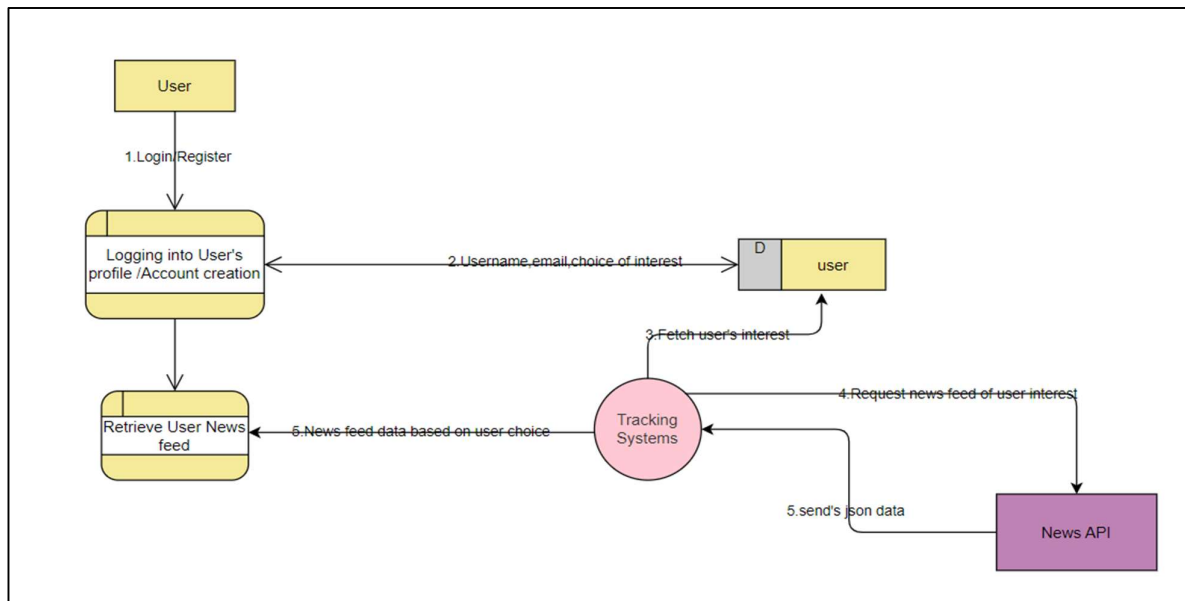 User
1.Login/Register
Logging into User's
profile /Account creation
2.Username,email,choice of interest
D
user
3.Fetch user's interest
4.Request news feed of user interest
Retrieve User News
feed
5.News feed data based on user choice
Tracking
Systems
5.send's json data
News API